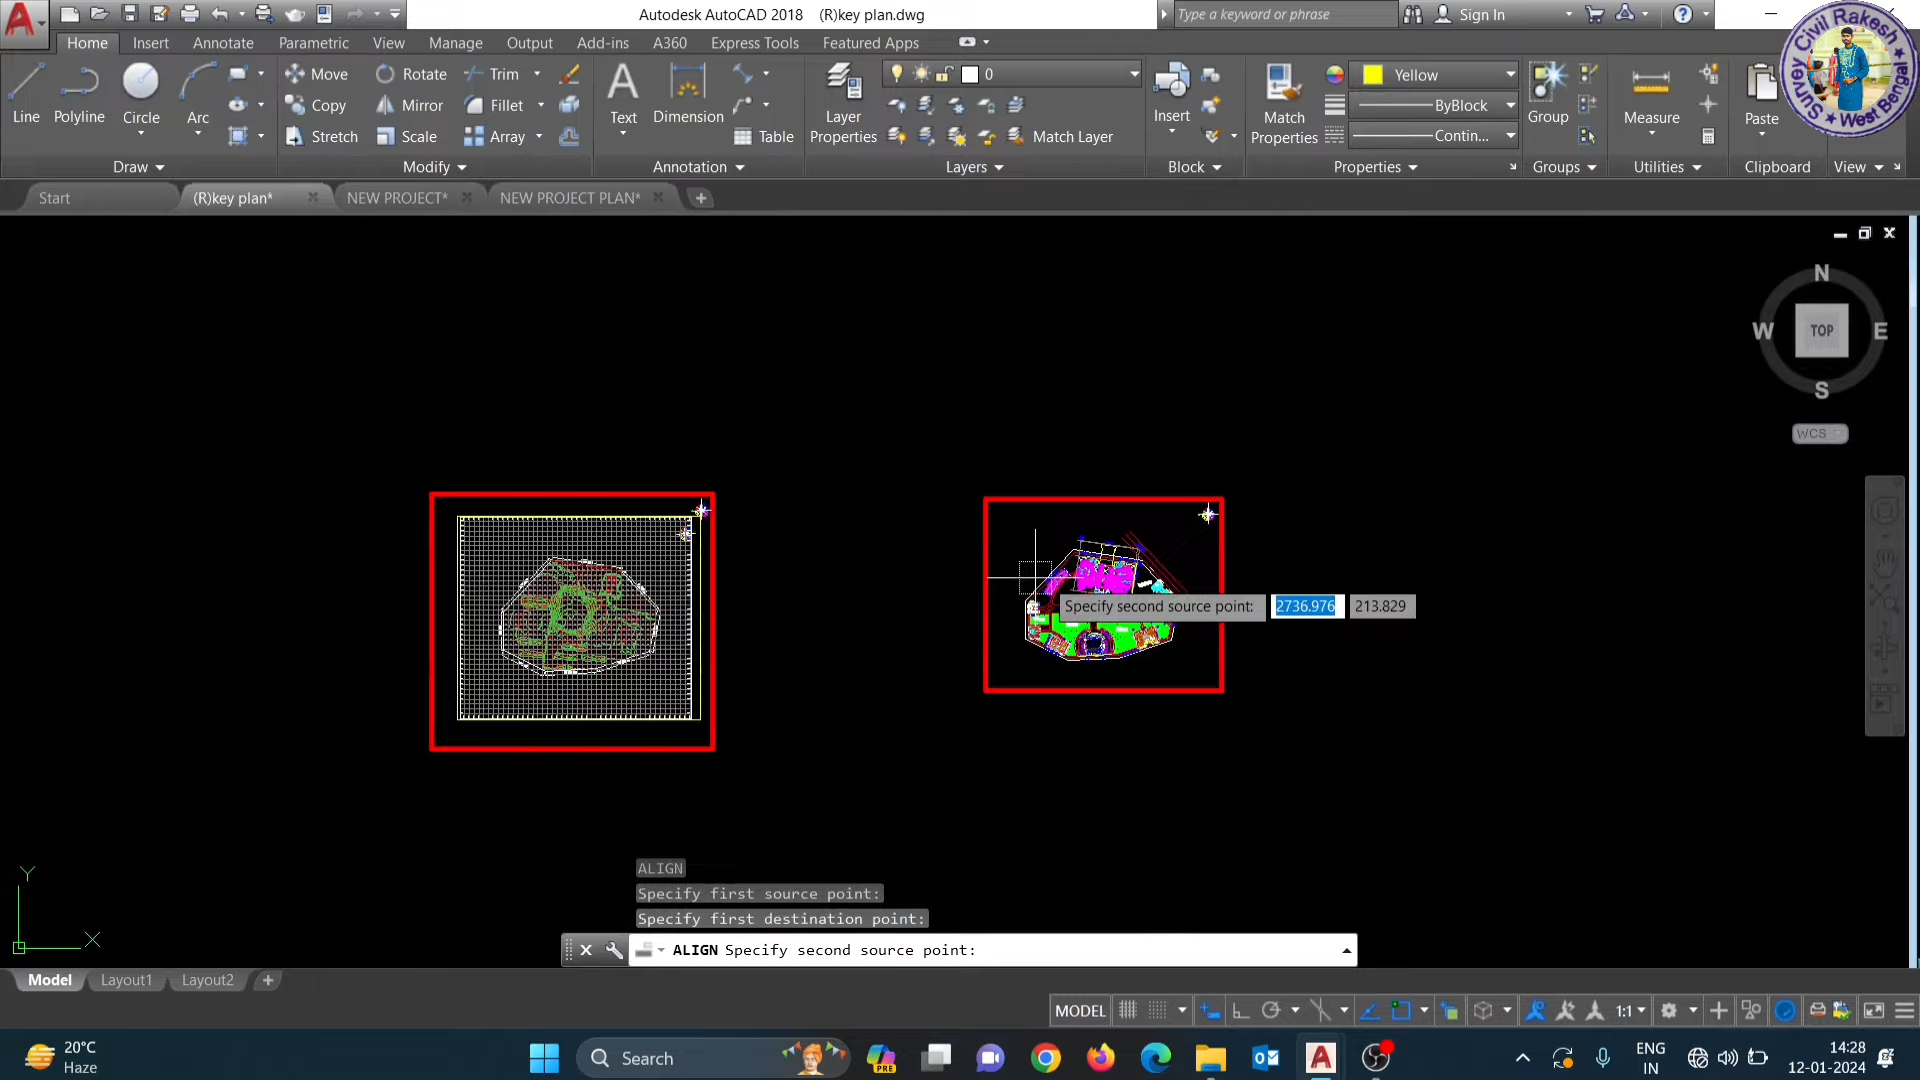 Autodesk AutoCAD 2018 (R)key plan.dwg
Type a keyword or phrase
Sign In
Home Insert Annotate Parametric View Manage Output Add-ins A360 Express Tools Featured Apps
Line Polyline Circle Arc
Move Rotate Trim
Copy Mirror Fillet
Stretch Scale Array
Text Dimension Table
Layer Properties
0
Match Layer
Insert
Match Properties
Yellow
ByBlock
Contin...
Group
Measure
Paste
Draw Modify Annotation Layers Block Properties Groups Utilities Clipboard View
Civil Rakesh
Survey
West Bengal
Start (R)key plan* NEW PROJECT* NEW PROJECT PLAN*
N
W TOP E
S
WCS
Specify second source point: 2736.976 213.829
Y
X
ALIGN
Specify first source point:
Specify first destination point:
ALIGN Specify second source point:
Model Layout1 Layout2
MODEL 1:1
20°C
Haze
Search
PRE
ENG
IN
14:28
12-01-2024